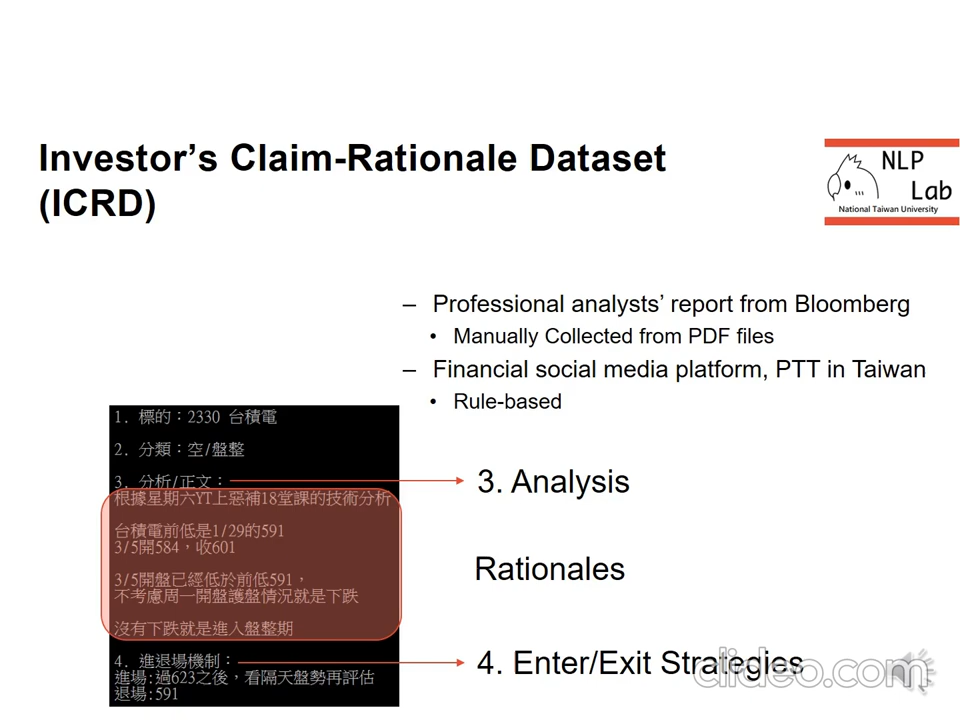 Investor's Claim-Rationale Dataset
(ICRD)
NLP
Lab
National Taiwan University
– Professional analysts' report from Bloomberg
• Manually Collected from PDF files
– Financial social media platform, PTT in Taiwan
• Rule-based
1. 標的：2330 台積電
2. 分類：空/盤整
3. 分析/正文：
根據星期六YT上惡補18堂課的技術分析
台積電前低是1/29的591
3/5開584，收601
3/5開盤已經低於前低591，
不考慮周一開盤護盤情況就是下跌
沒有下跌就是進入盤整期
4. 進退場機制：
進場:過623之後，看隔天盤勢再評估
退場:591
3. Analysis
Rationales
4. Enter/Exit Strategies
clideo.com